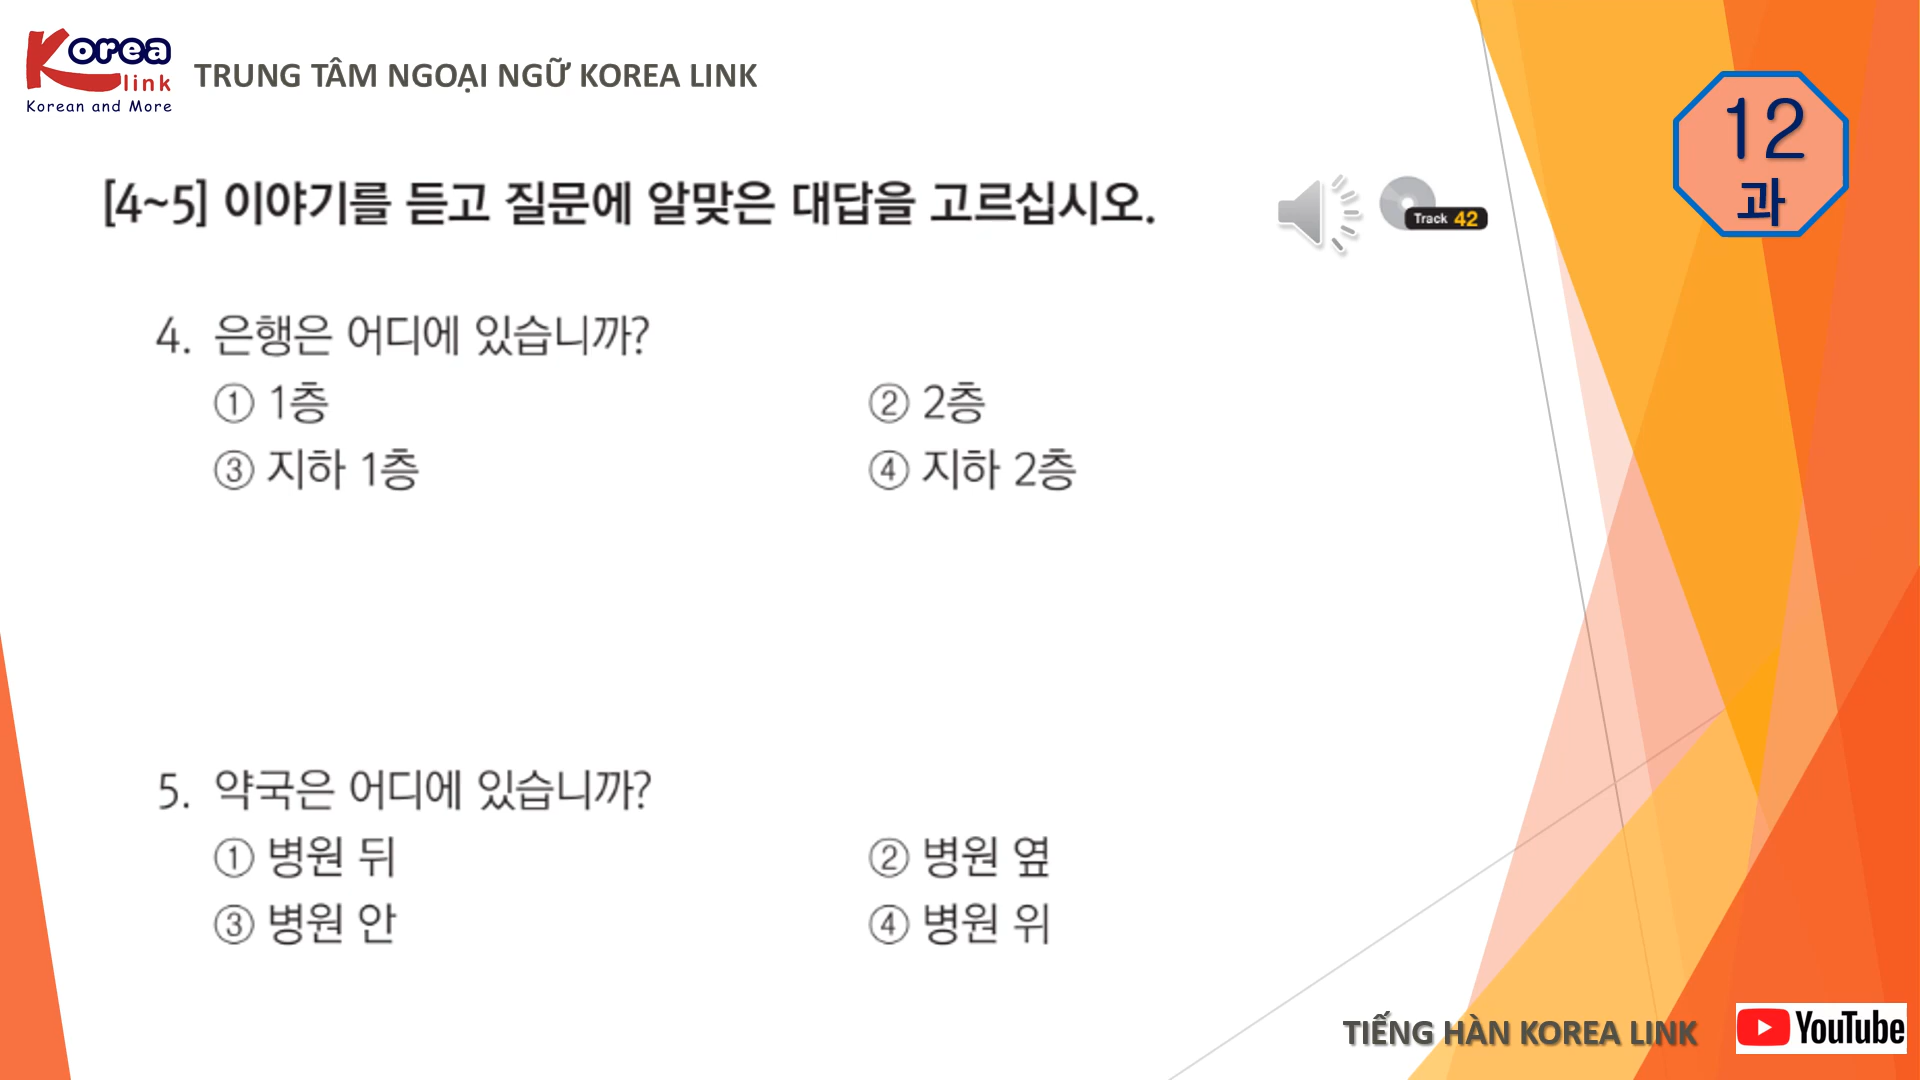 Korea
link
Korean and More
TRUNG TÂM NGOẠI NGỮ KOREA LINK
12
과
[4~5] 이야기를 듣고 질문에 알맞은 대답을 고르십시오.
Track 42
4. 은행은 어디에 있습니까?
① 1층 ② 2층
③ 지하 1층 ④ 지하 2층
5. 약국은 어디에 있습니까?
① 병원 뒤 ② 병원 옆
③ 병원 안 ④ 병원 위
TIẾNG HÀN KOREA LINK
YouTube